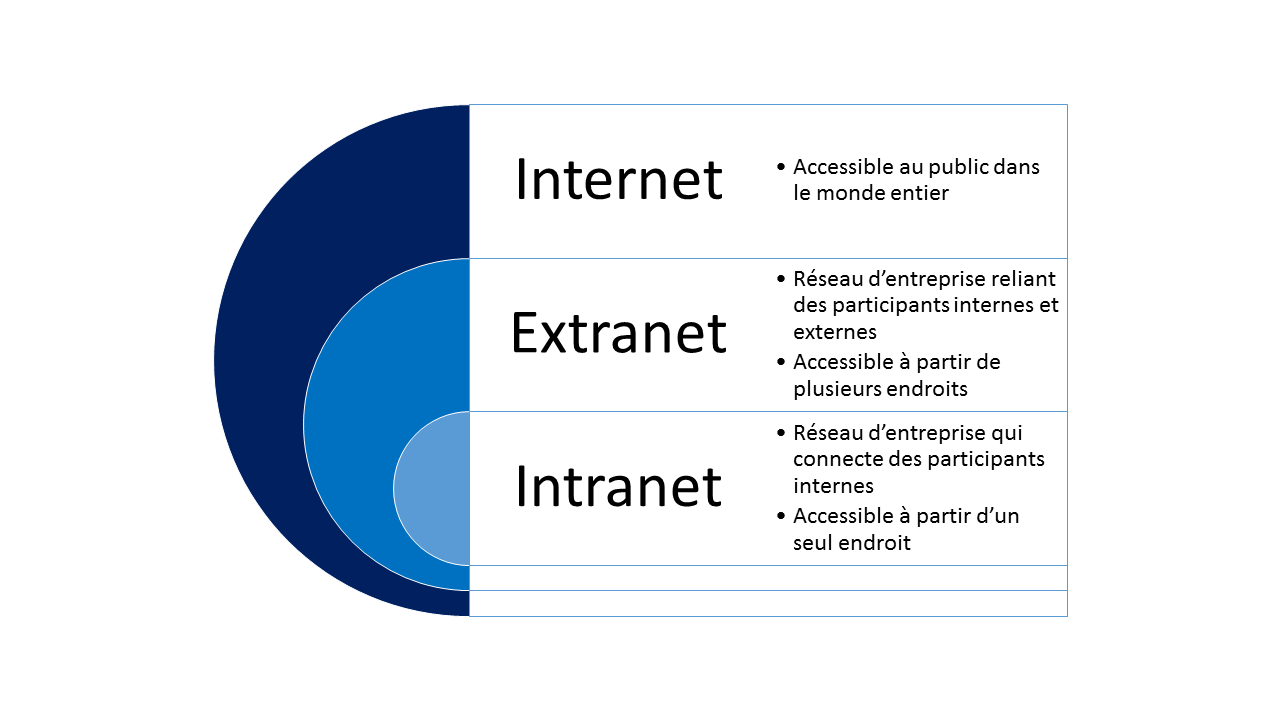 Internet
• Accessible au public dans
le monde entier
Extranet
• Réseau d’entreprise reliant
des participants internes et
externes
• Accessible à partir de
plusieurs endroits
Intranet
• Réseau d’entreprise qui
connecte des participants
internes
• Accessible à partir d’un
seul endroit